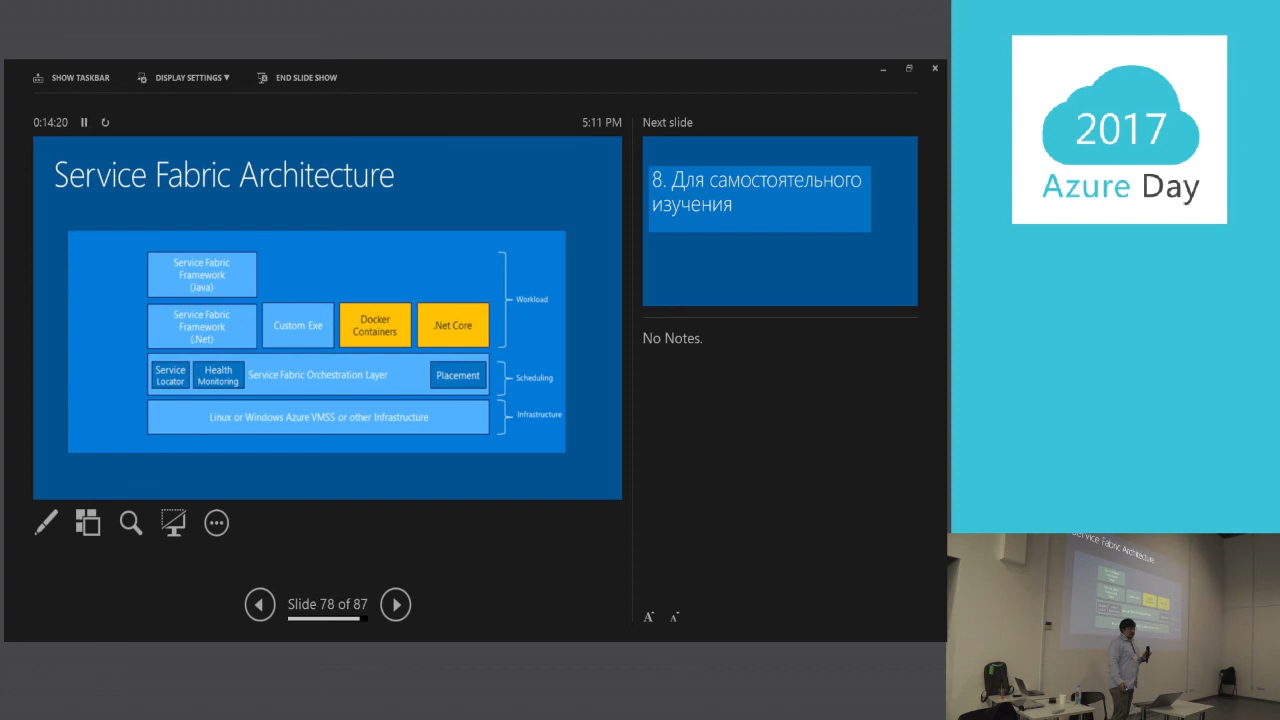 SHOW TASKBAR
DISPLAY SETTINGS ▼
END SLIDE SHOW
0:14:20
5:11 PM
Service Fabric Architecture
Service Fabric
Framework
(Java)
Service Fabric
Framework
(.Net)
Custom Exe
Docker
Containers
.Net Core
Workload
Service
Locator
Health
Monitoring
Service Fabric Orchestration Layer
Placement
Scheduling
Linux or Windows Azure VMSS or other Infrastructure
Infrastructure
Slide 78 of 87
Next slide
8. Для самостоятельного
изучения
No Notes.
A A
2017
Azure Day
Service Fabric Architecture